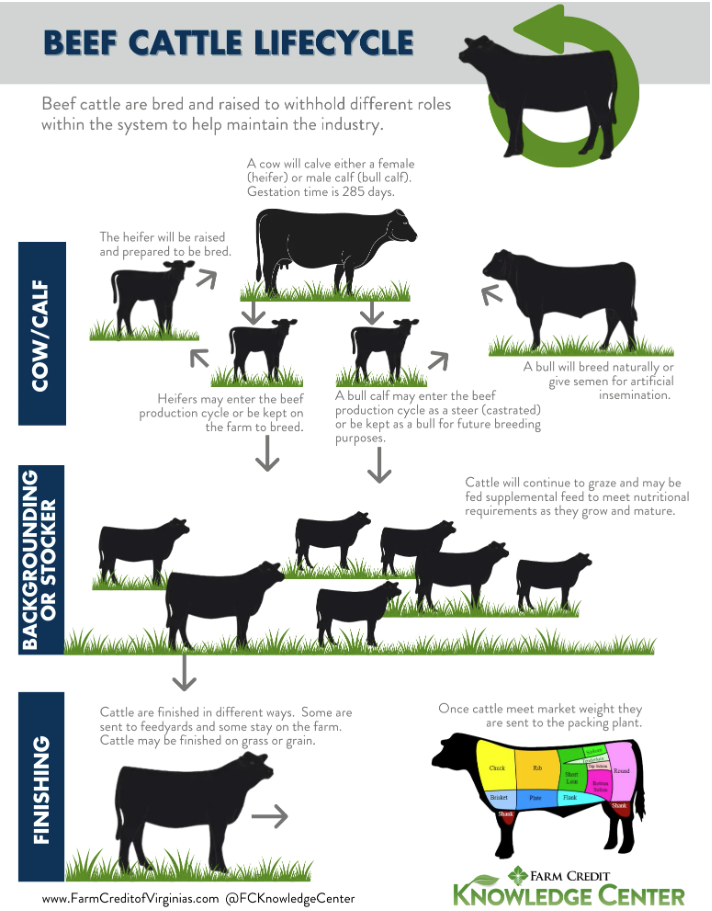 BEEF CATTLE LIFECYCLE
Beef cattle are bred and raised to withhold different roles
within the system to help maintain the industry.
A cow will calve either a female
(heifer) or male calf (bull calf).
Gestation time is 285 days.
The heifer will be raised
and prepared to be bred.
COW/CALF
A bull will breed naturally or
give semen for artificial
insemination.
Heifers may enter the beef
production cycle or be kept on
the farm to breed.
A bull calf may enter the beef
production cycle as a steer (castrated)
or be kept as a bull for future breeding
purposes.
BACKGROUNDING
OR STOCKER
Cattle will continue to graze and may be
fed supplemental feed to meet nutritional
requirements as they grow and mature.
FINISHING
Cattle are finished in different ways. Some are
sent to feedyards and some stay on the farm.
Cattle may be finished on grass or grain.
Once cattle meet market weight they
are sent to the packing plant.
Chuck
Rib
Short
Loin
Sirloin
Tenderloin
Top Sirloin
Bottom
Sirloin
Round
Brisket
Plate
Flank
Shank
Shank
FARM CREDIT
KNOWLEDGE CENTER
www.FarmCreditofVirginias.com @FCKnowledgeCenter